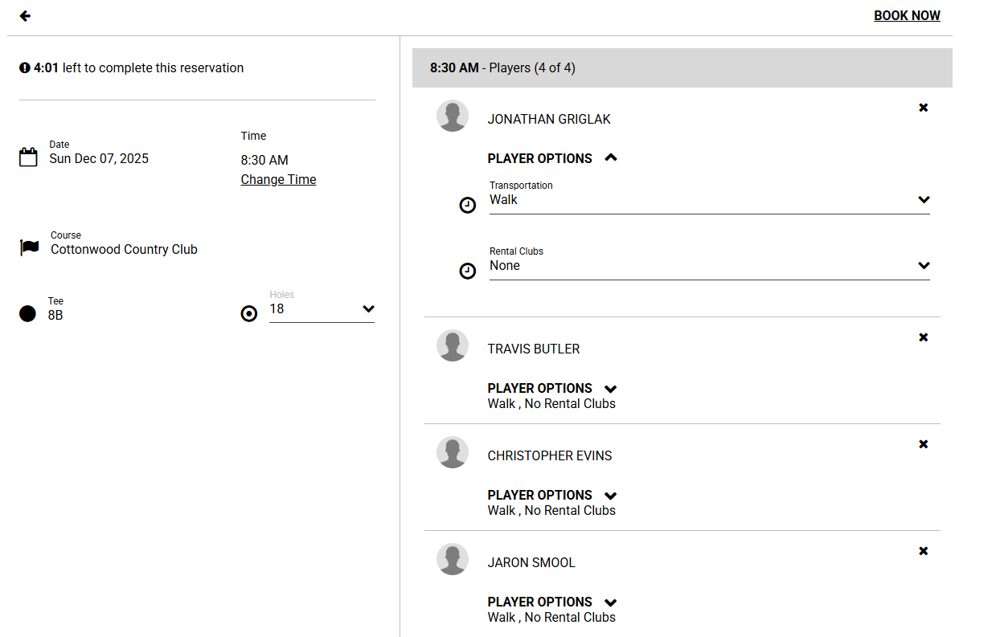 BOOK NOW
4:01 left to complete this reservation
Date
Sun Dec 07, 2025
Time
8:30 AM
Change Time
Course
Cottonwood Country Club
Tee
8B
Holes
18
8:30 AM - Players (4 of 4)
JONATHAN GRIGLAK
PLAYER OPTIONS
Transportation
Walk
Rental Clubs
None
TRAVIS BUTLER
PLAYER OPTIONS
Walk , No Rental Clubs
CHRISTOPHER EVINS
PLAYER OPTIONS
Walk , No Rental Clubs
JARON SMOOL
PLAYER OPTIONS
Walk , No Rental Clubs